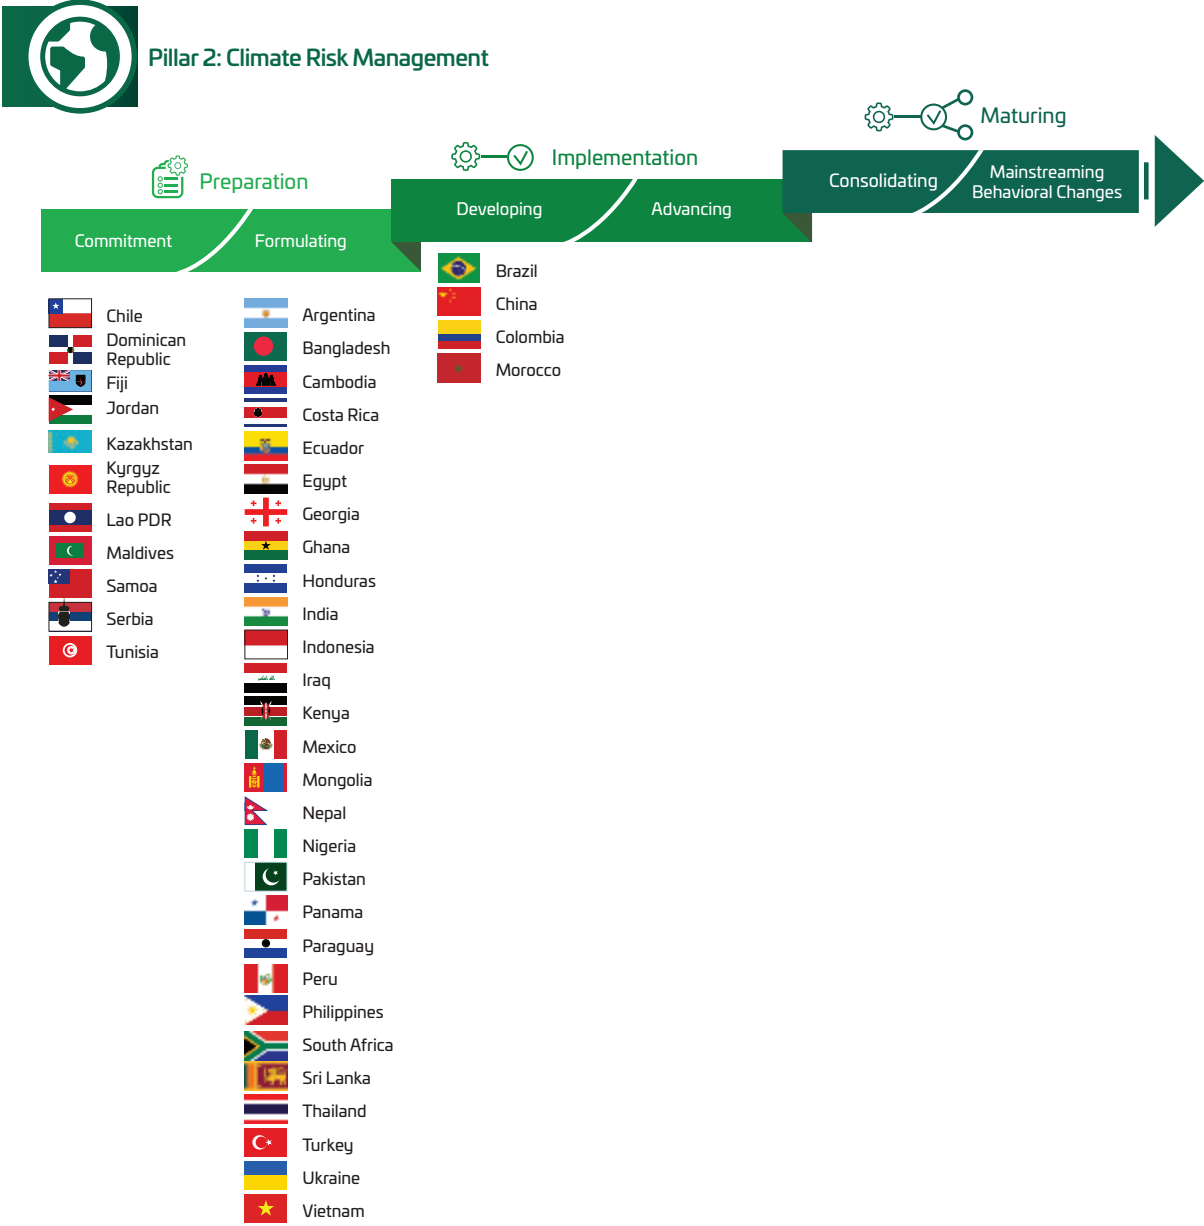 Pillar 2: Climate Risk Management
Preparation
Implementation
Maturing
Commitment
Formulating
Developing
Advancing
Consolidating
Mainstreaming
Behavioral Changes
Chile
Dominican
Republic
Fiji
Jordan
Kazakhstan
Kyrgyz
Republic
Lao PDR
Maldives
Samoa
Serbia
Tunisia
Argentina
Bangladesh
Cambodia
Costa Rica
Ecuador
Egypt
Georgia
Ghana
Honduras
India
Indonesia
Iraq
Kenya
Mexico
Mongolia
Nepal
Nigeria
Pakistan
Panama
Paraguay
Peru
Philippines
South Africa
Sri Lanka
Thailand
Turkey
Ukraine
Vietnam
Brazil
China
Colombia
Morocco